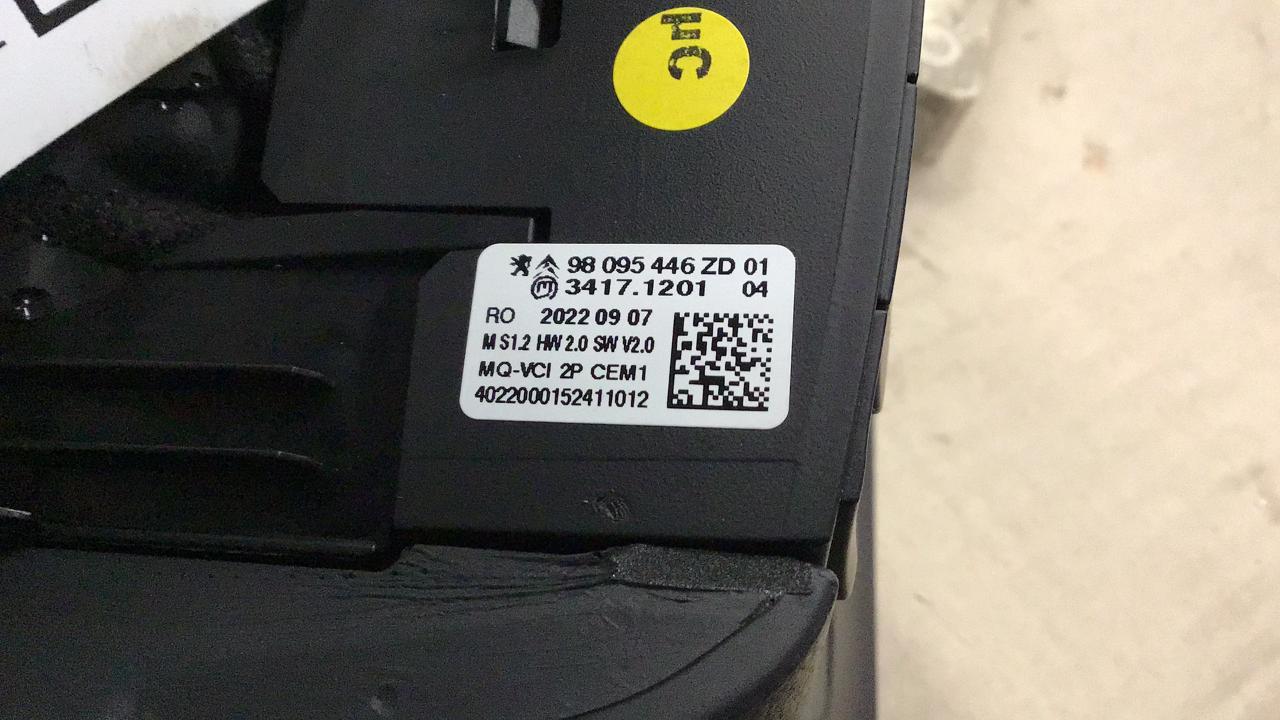 µC
98 095 446 ZD 01
3417.1201 04
RO 2022 09 07
M S1.2 HW 2.0 SW V2.0
MQ-VCI 2P CEM1
4022000152411012